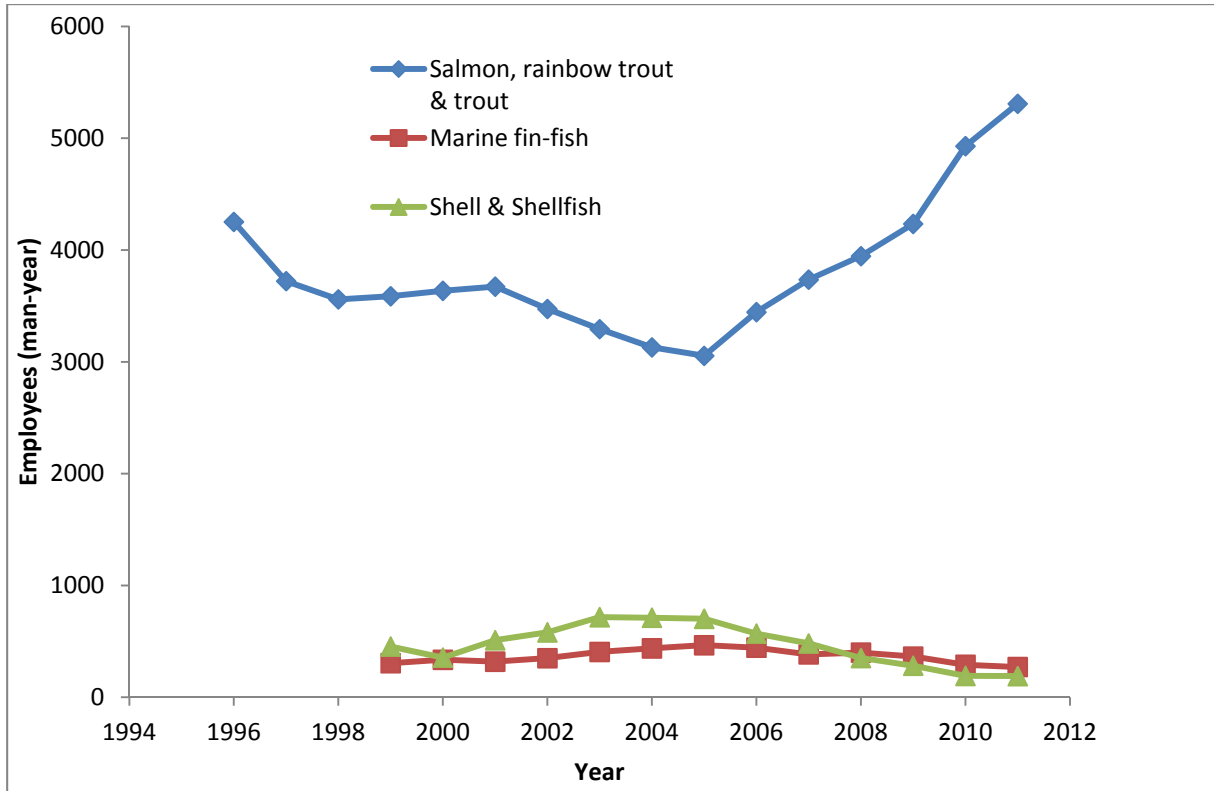 6000
5000
4000
3000
2000
1000
0
Employees (man-year)
Salmon, rainbow trout
& trout
Marine fin-fish
Shell & Shellfish
1994 1996 1998 2000 2002 2004 2006 2008 2010 2012
Year